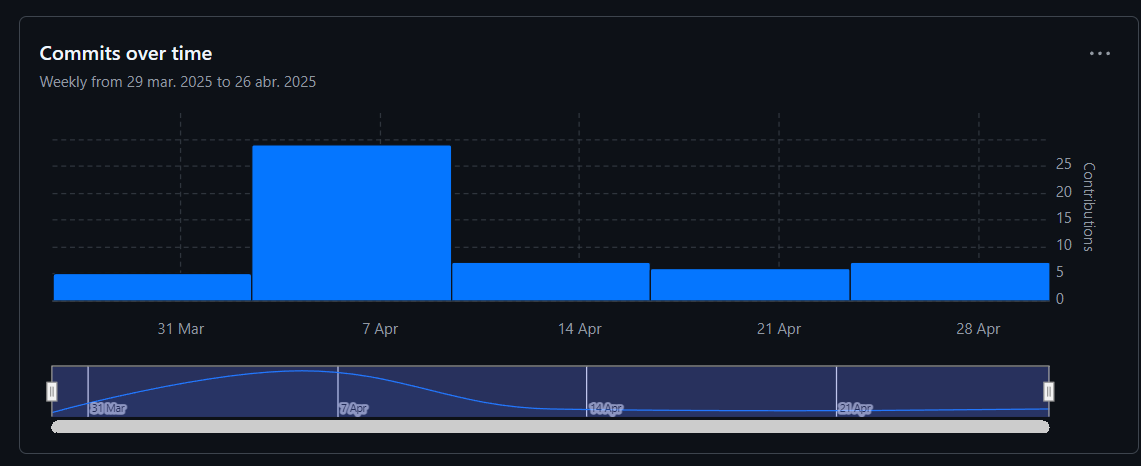 Commits over time
Weekly from 29 mar. 2025 to 26 abr. 2025
25
20
15
10
5
0
Contributions
31 Mar
7 Apr
14 Apr
21 Apr
28 Apr
31 Mar
7 Apr
14 Apr
21 Apr